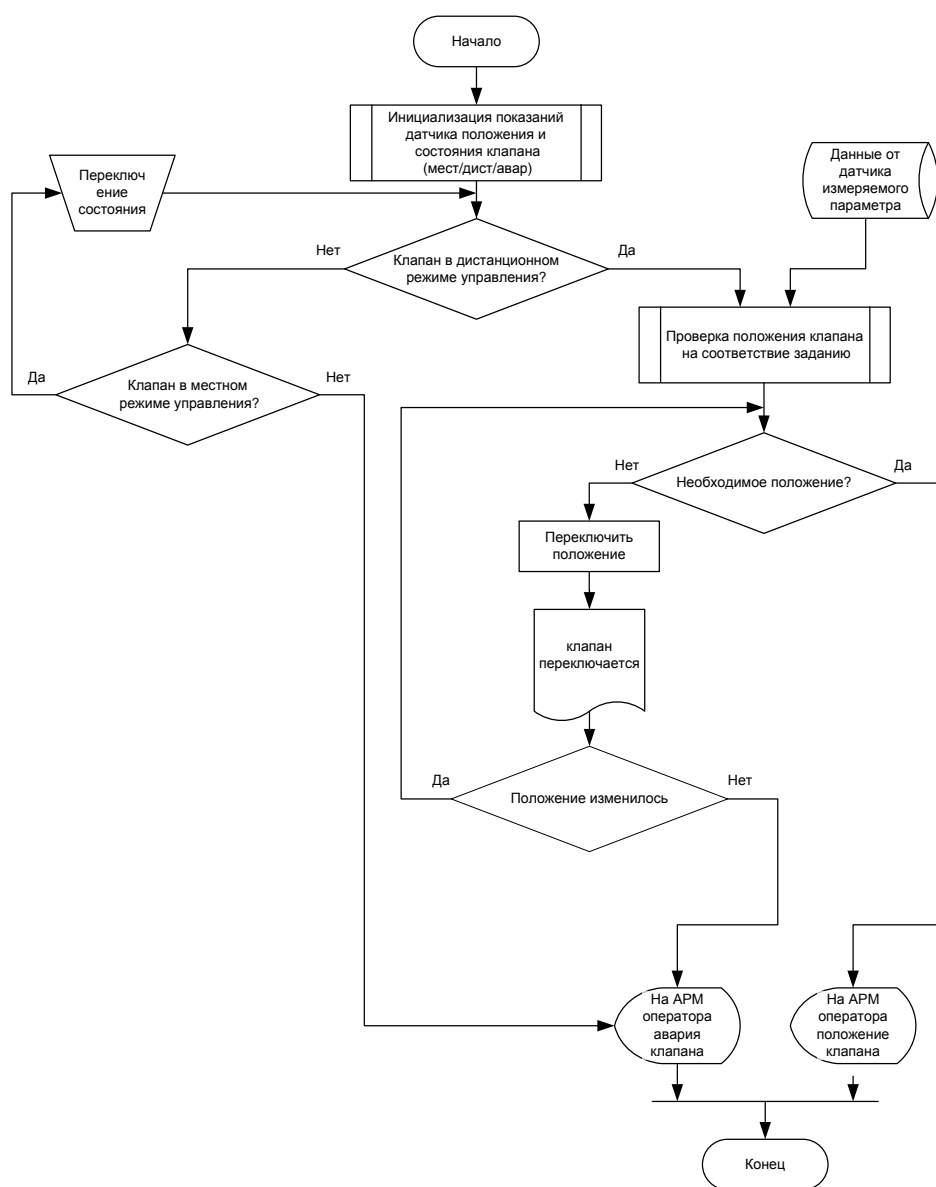 Начало
Инициализация показаний
датчика положения и
состояния клапана
(мест/дист/авар)
Переключ
ение
состояния
Данные от
датчика
измеряемого
параметра
Нет
Клапан в дистанционном
режиме управления?
Да
Проверка положения клапана
на соответствие заданию
Да
Клапан в местном
режиме управления?
Нет
Нет
Необходимое положение?
Да
Переключить
положение
клапан
переключается
Да
Положение изменилось
Нет
На АРМ
оператора
авария
клапана
На АРМ
оператора
положение
клапана
Конец